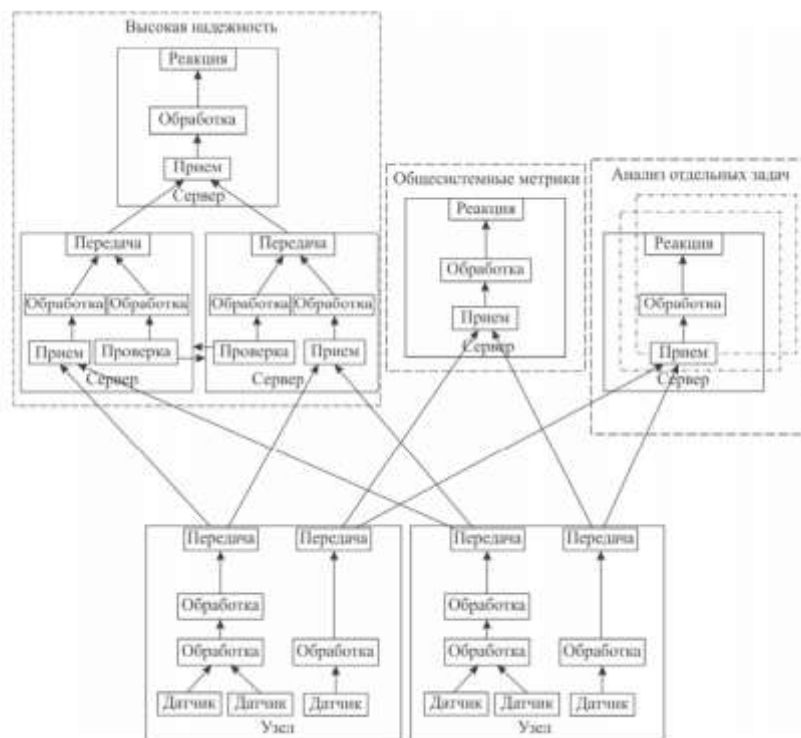 Высокая надежность
Реакция
Обработка
Прием
Сервер
Передача
Обработка Обработка
Прием Проверка
Сервер
Передача
Обработка Обработка
Проверка Прием
Сервер
Общесистемные метрики
Реакция
Обработка
Прием
Сервер
Анализ отдельных задач
Реакция
Обработка
Прием
Сервер
Передача Передача
Обработка
Обработка Обработка
Датчик Датчик Датчик
Узел
Передача Передача
Обработка
Обработка Обработка
Датчик Датчик Датчик
Узел